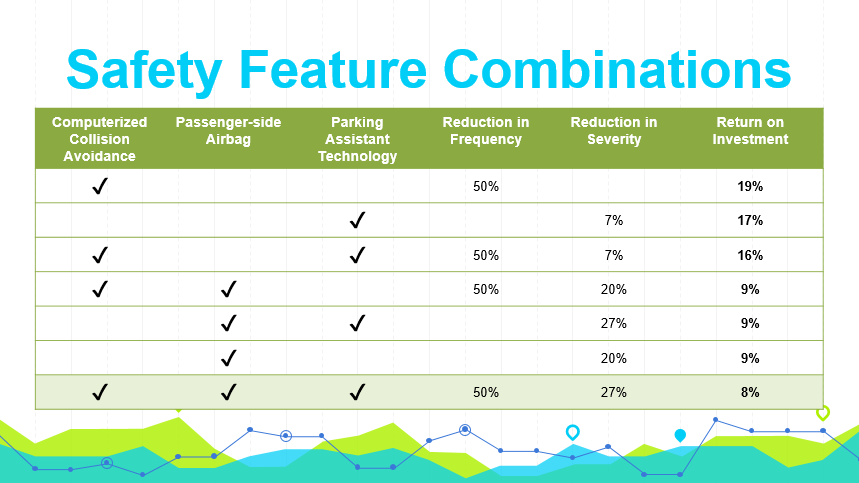 Safety Feature Combinations
Computerized Collision Avoidance Passenger-side Airbag Parking Assistant Technology Reduction in Frequency Reduction in Severity Return on Investment
✓ 50% 19%
✓ 7% 17%
✓ ✓ 50% 7% 16%
✓ ✓ 50% 20% 9%
✓ ✓ 27% 9%
✓ 20% 9%
✓ ✓ ✓ 50% 27% 8%